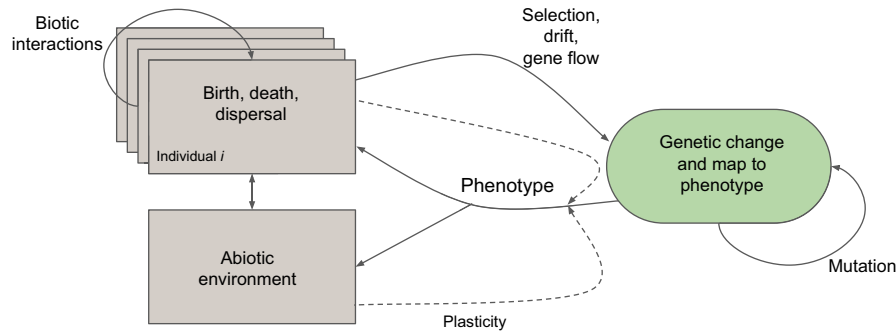 Biotic
interactions
Selection,
drift,
gene flow
Birth, death,
dispersal
Individual i
Genetic change
and map to
phenotype
Phenotype
Abiotic
environment
Mutation
Plasticity